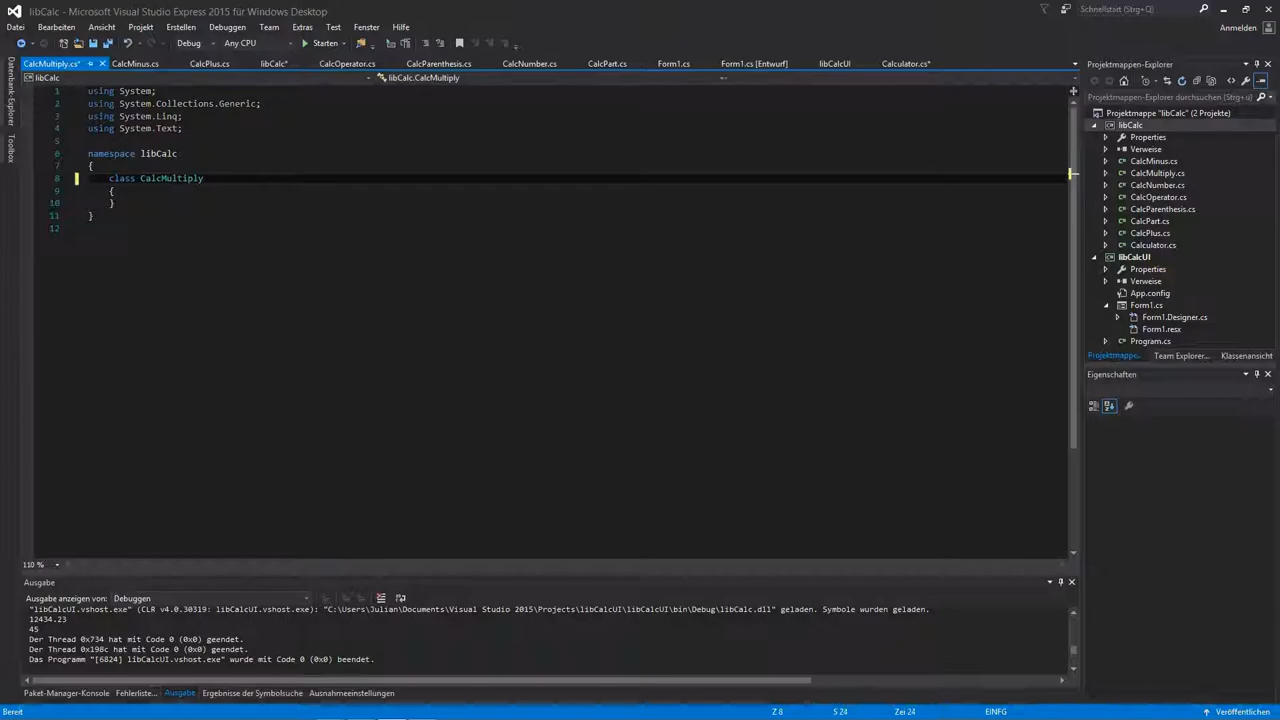 libCalc - Microsoft Visual Studio Express 2015 für Windows Desktop
Schnellstart (Strg+Q)
Datei Bearbeiten Ansicht Projekt Erstellen Debuggen Team Extras Test Fenster Hilfe
Anmelden
Debug Any CPU Starten
CalcMultiply.cs* CalcMinus.cs CalcPlus.cs libCalc* CalcOperator.cs CalcParenthesis.cs CalcNumber.cs CalcPart.cs Form1.cs Form1.cs [Entwurf] libCalcUI Calculator.cs*
libCalc libCalc.CalcMultiply
Datenbank-Explorer
Toolbox
1 using System;
2 using System.Collections.Generic;
3 using System.Linq;
4 using System.Text;
5
6 namespace libCalc
7 {
8 class CalcMultiply
9 {
10 }
11 }
12
110 %
Projektmappen-Explorer
Projektmappen-Explorer durchsuchen (Strg+ü)
Projektmappe "libCalc" (2 Projekte)
libCalc
Properties
Verweise
CalcMinus.cs
CalcMultiply.cs
CalcNumber.cs
CalcOperator.cs
CalcParenthesis.cs
CalcPart.cs
CalcPlus.cs
Calculator.cs
libCalcUI
Properties
Verweise
App.config
Form1.cs
Form1.Designer.cs
Form1.resx
Program.cs
Projektmappe... Team Explorer... Klassenansicht
Eigenschaften
Ausgabe
Ausgabe anzeigen von: Debuggen
"libCalcUI.vshost.exe" (CLR v4.0.30319: libCalcUI.vshost.exe): "C:\Users\Julian\Documents\Visual Studio 2015\Projects\libCalcUI\libCalcUI\bin\Debug\libCalc.dll" geladen. Symbole wurden geladen.
12434.23
45
Der Thread 0x734 hat mit Code 0 (0x0) geendet.
Der Thread 0x198c hat mit Code 0 (0x0) geendet.
Das Programm "[6824] libCalcUI.vshost.exe" wurde mit Code 0 (0x0) beendet.
Paket-Manager-Konsole Fehlerliste... Ausgabe Ergebnisse der Symbolsuche Ausnahmeeinstellungen
Bereit Z 8 S 24 Zei 24 EINFG Veröffentlichen